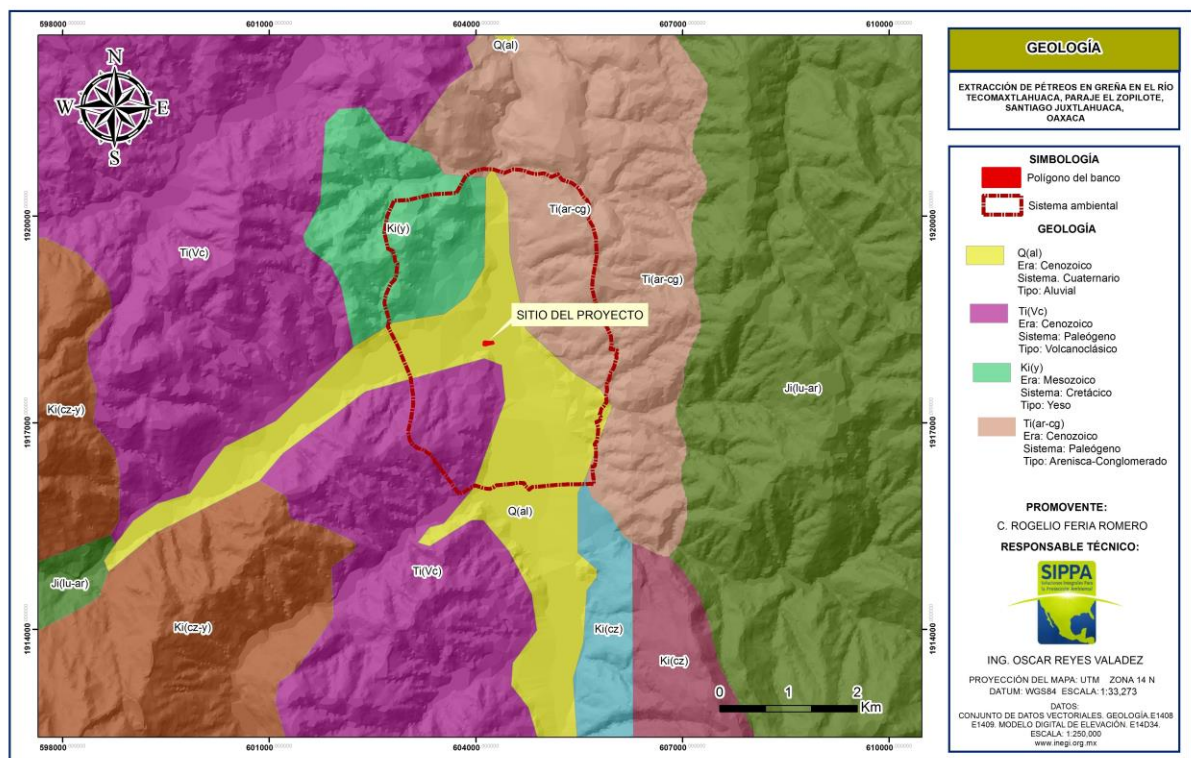 598000
601000
604000
607000
610000
N
W
E
S
Q(al)
1920000
1920000
Ti(ar-cg)
Ki(y)
Ti(Vc)
Ti(ar-cg)
SITIO DEL PROYECTO
Ji(lu-ar)
Ki(cz-y)
1917000
1917000
Q(al)
Ti(Vc)
Ji(lu-ar)
Ki(cz-y)
Ki(cz)
Ki(cz)
1914000
1914000
0 1 2
Km
598000
601000
604000
607000
610000
GEOLOGÍA
EXTRACCIÓN DE PÉTREOS EN GREÑA EN EL RÍO
TECOMAXTLAHUACA, PARAJE EL ZOPILOTE,
SANTIAGO JUXTLAHUACA,
OAXACA
SIMBOLOGÍA
Polígono del banco
Sistema ambiental
GEOLOGÍA
Q(al)
Era: Cenozoico
Sistema. Cuaternario
Tipo: Aluvial
Ti(Vc)
Era: Cenozoico
Sistema: Paleógeno
Tipo: Volcanoclásico
Ki(y)
Era: Mesozoico
Sistema: Cretácico
Tipo: Yeso
Ti(ar-cg)
Era: Cenozoico
Sistema: Paleógeno
Tipo: Arenisca-Conglomerado
PROMOVENTE:
C. ROGELIO FERIA ROMERO
RESPONSABLE TÉCNICO:
SIPPA
ING. OSCAR REYES VALADEZ
PROYECCIÓN DEL MAPA: UTM ZONA 14 N
DATUM: WGS84 ESCALA: 1:33,273
DATOS:
CONJUNTO DE DATOS VECTORIALES. GEOLOGÍA.E1408
E1409. MODELO DIGITAL DE ELEVACIÓN. E14D34.
ESCALA: 1:250,000
www.inegi.org.mx